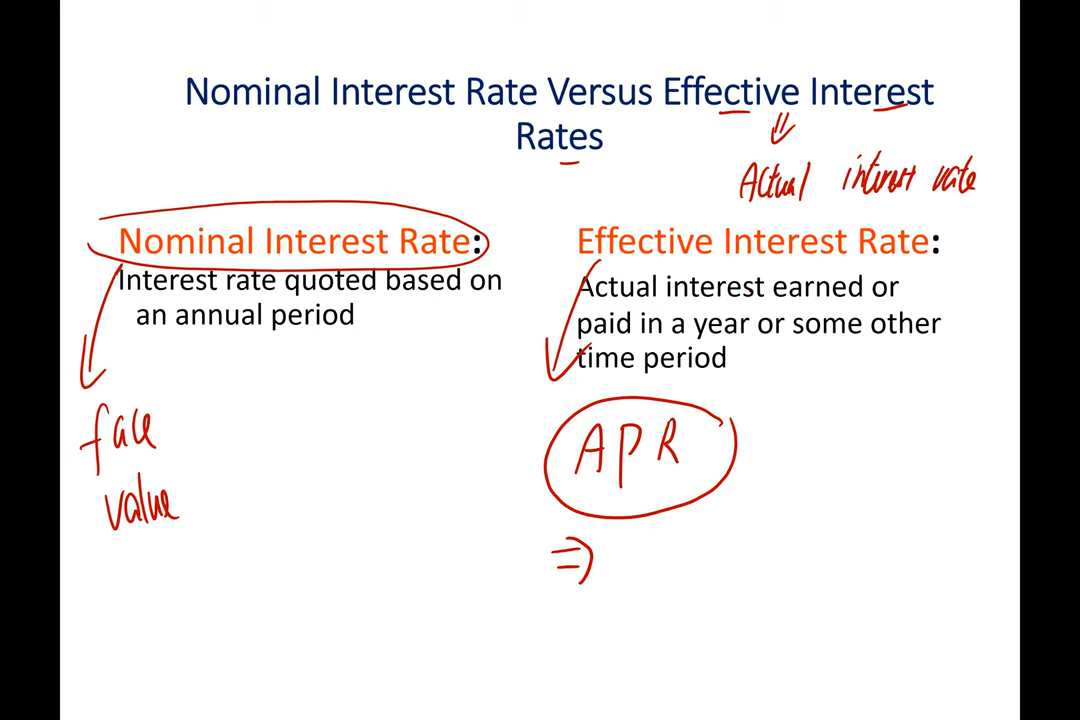 Nominal Interest Rate Versus Effective Interest
Rates
Actual interest rate
Nominal Interest Rate:
Interest rate quoted based on
an annual period
face
value
Effective Interest Rate:
Actual interest earned or
paid in a year or some other
time period
APR
⇒